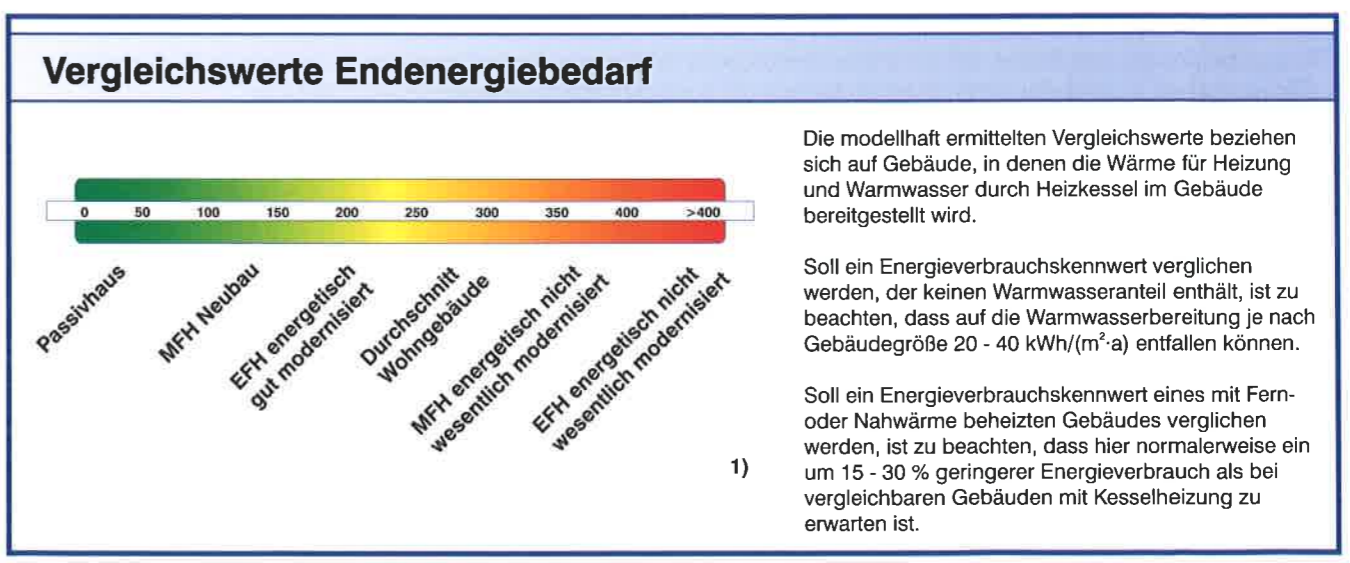 Vergleichswerte Endenergiebedarf
0 50 100 150 200 250 300 350 400 >400
Passivhaus
MFH Neubau
EFH energetisch
gut modernisiert
Durchschnitt
Wohngebäude
MFH energetisch nicht
wesentlich modernisiert
EFH energetisch nicht
wesentlich modernisiert
1)
Die modellhaft ermittelten Vergleichswerte beziehen
sich auf Gebäude, in denen die Wärme für Heizung
und Warmwasser durch Heizkessel im Gebäude
bereitgestellt wird.
Soll ein Energieverbrauchskennwert verglichen
werden, der keinen Warmwasseranteil enthält, ist zu
beachten, dass auf die Warmwasserbereitung je nach
Gebäudegröße 20 - 40 kWh/(m²·a) entfallen können.
Soll ein Energieverbrauchskennwert eines mit Fern-
oder Nahwärme beheizten Gebäudes verglichen
werden, ist zu beachten, dass hier normalerweise ein
um 15 - 30 % geringerer Energieverbrauch als bei
vergleichbaren Gebäuden mit Kesselheizung zu
erwarten ist.